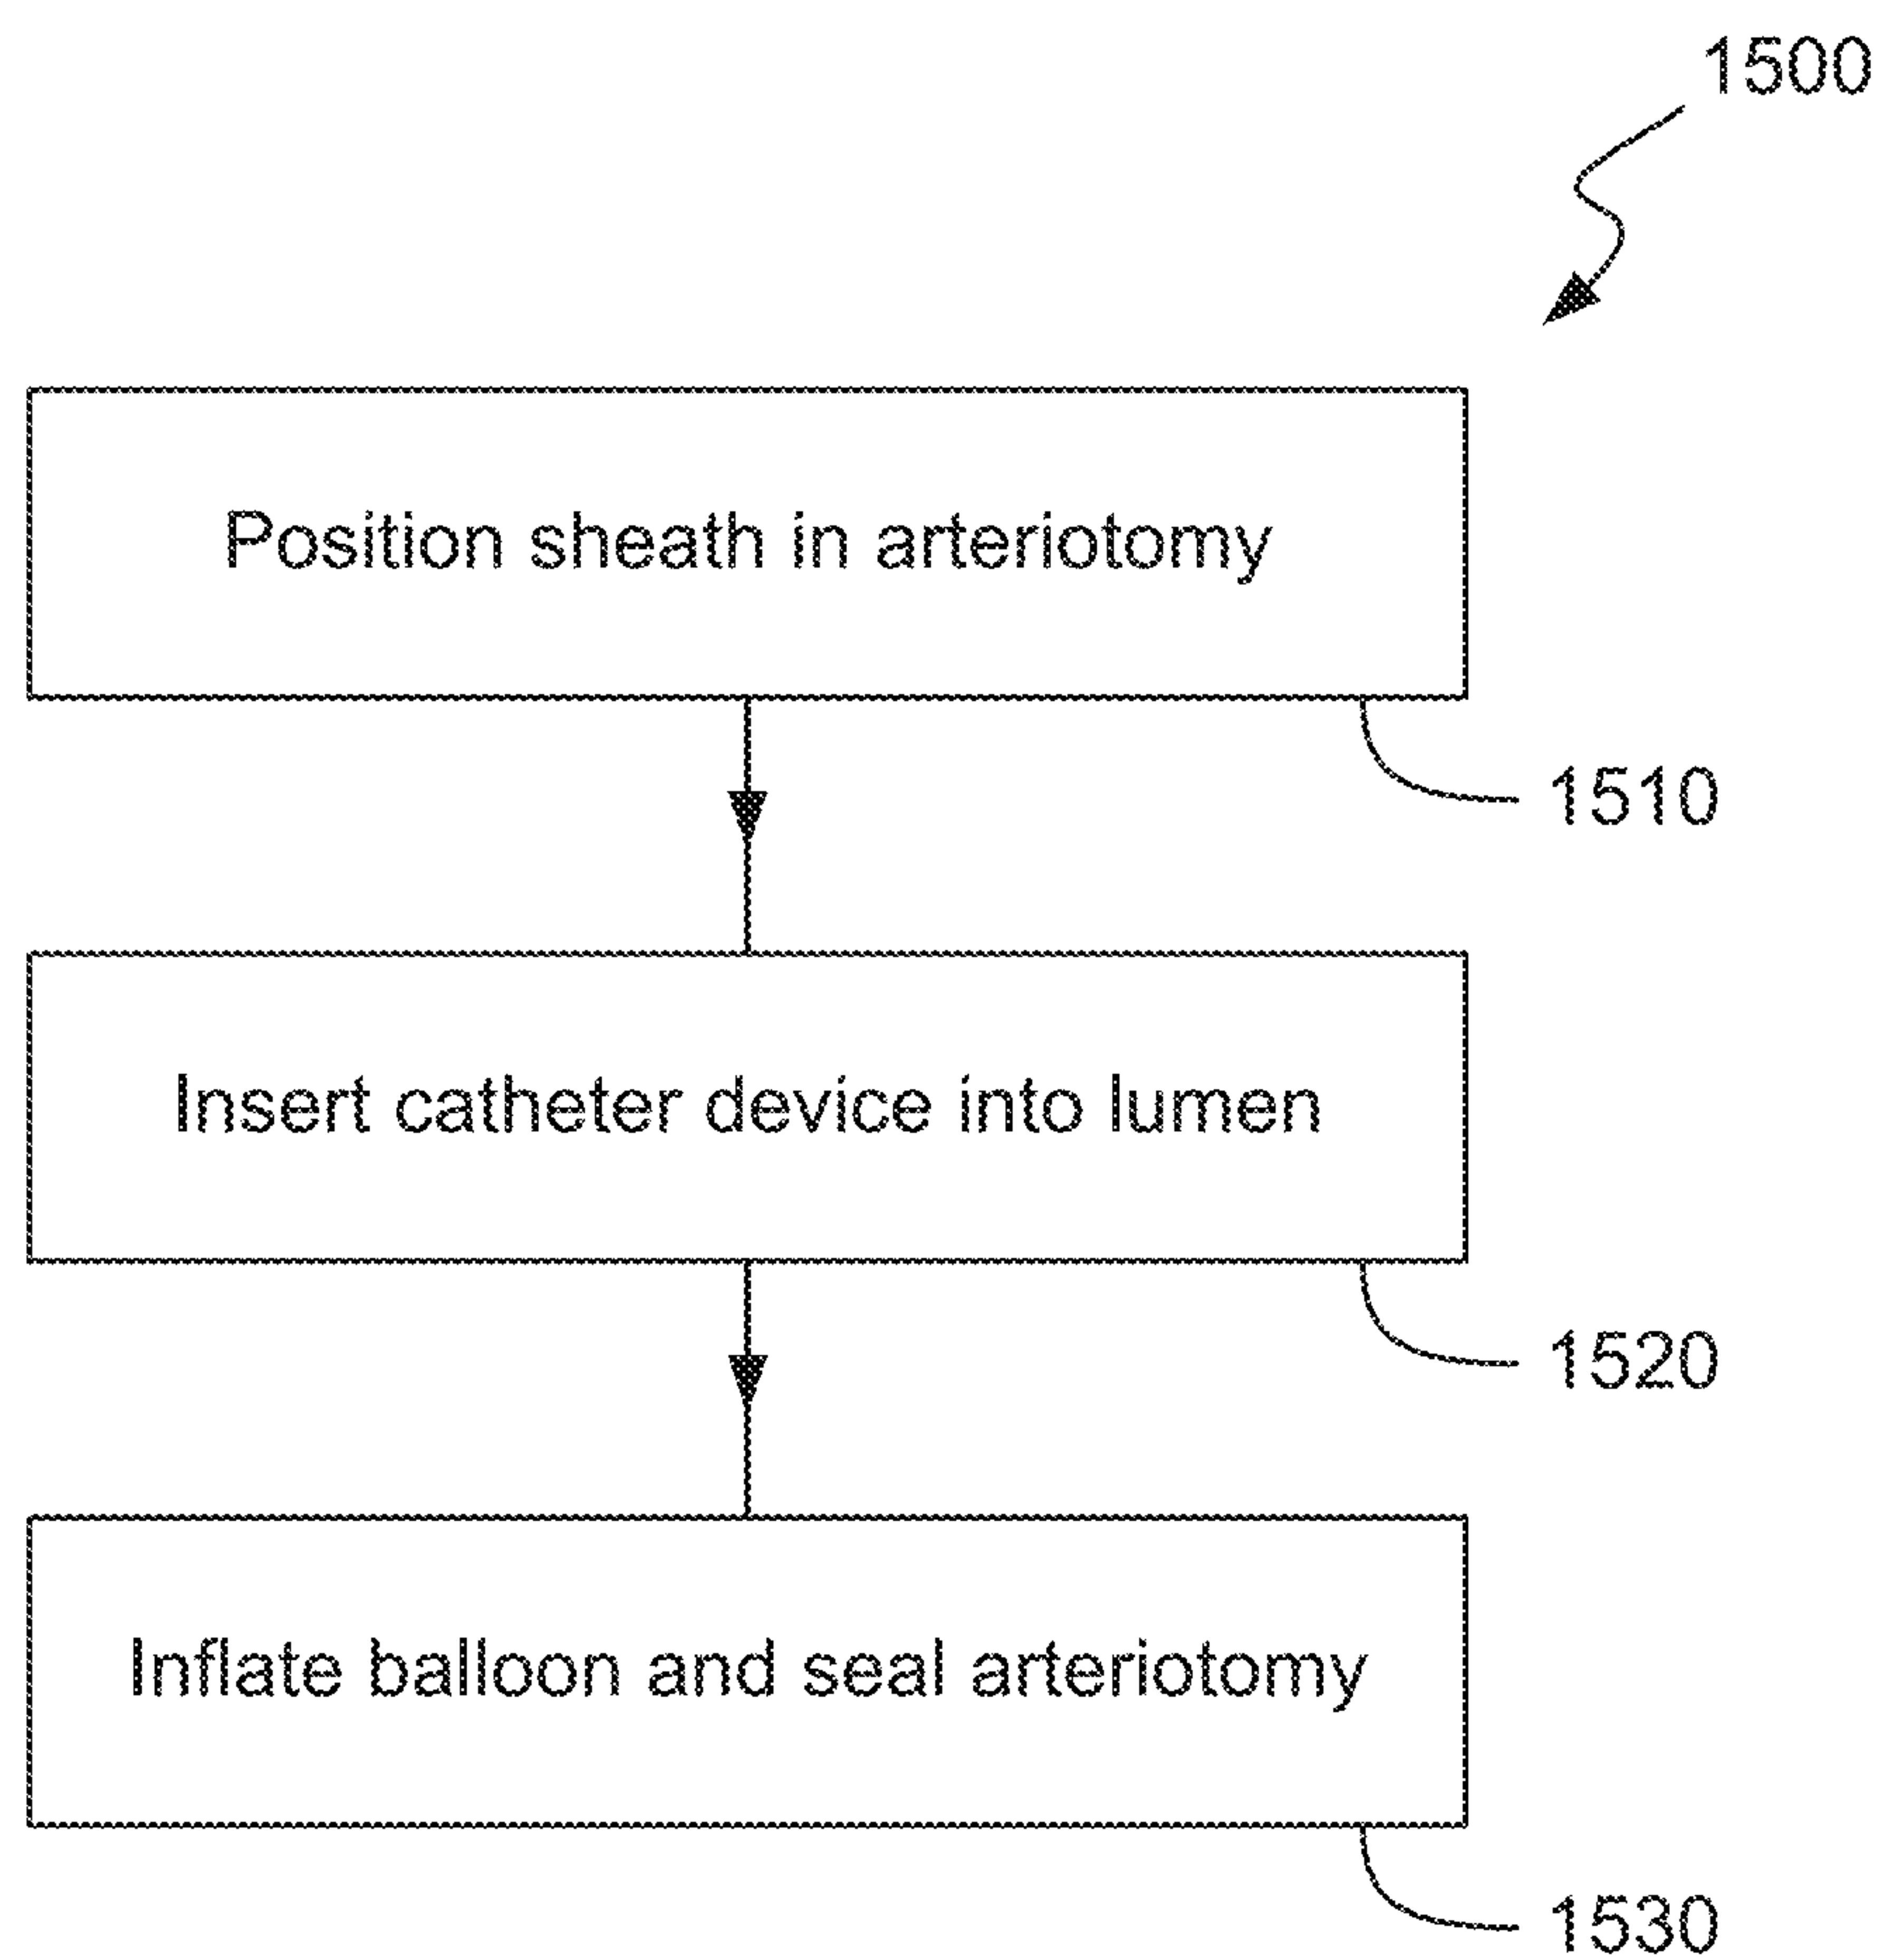 1500
Position sheath in arteriotomy
1510
Insert catheter device into lumen
1520
Inflate balloon and seal arteriotomy
1530